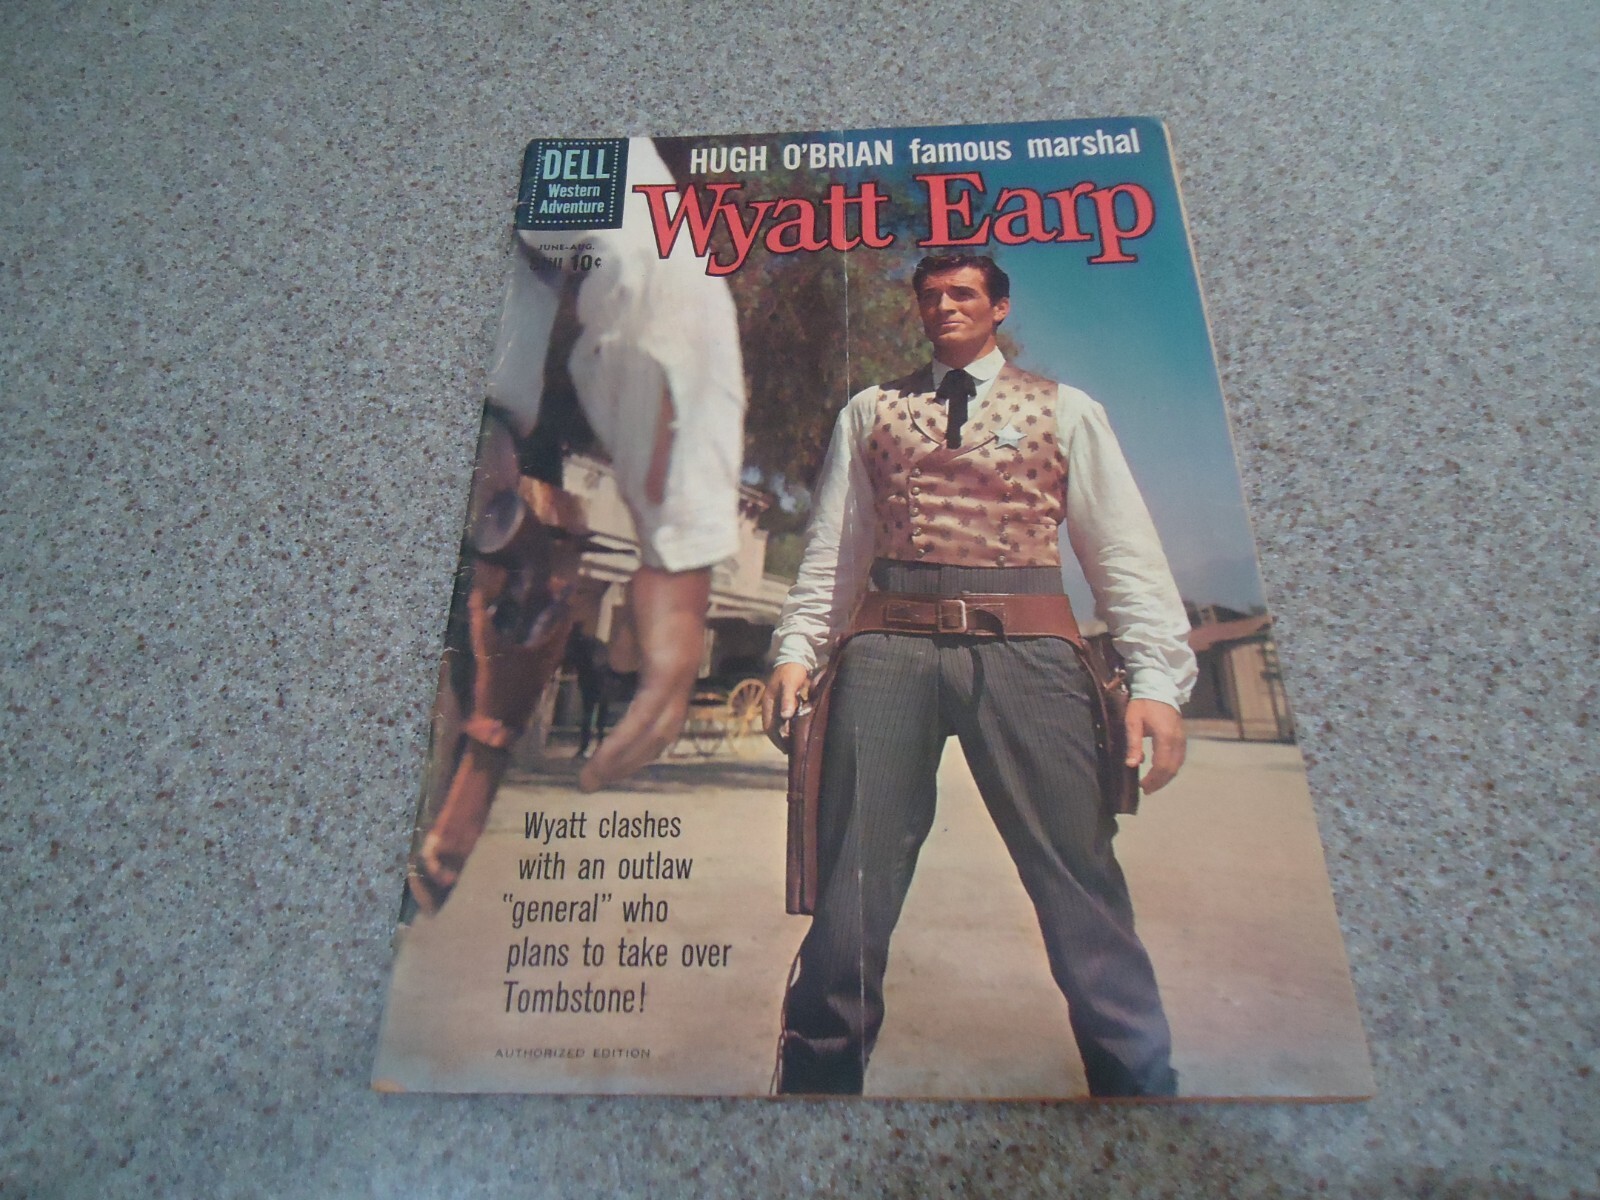 DELL
Western
Adventure
JUNE-AUG.
Still 10¢
HUGH O'BRIAN famous marshal
Wyatt Earp
Wyatt clashes
with an outlaw
"general" who
plans to take over
Tombstone!
AUTHORIZED EDITION